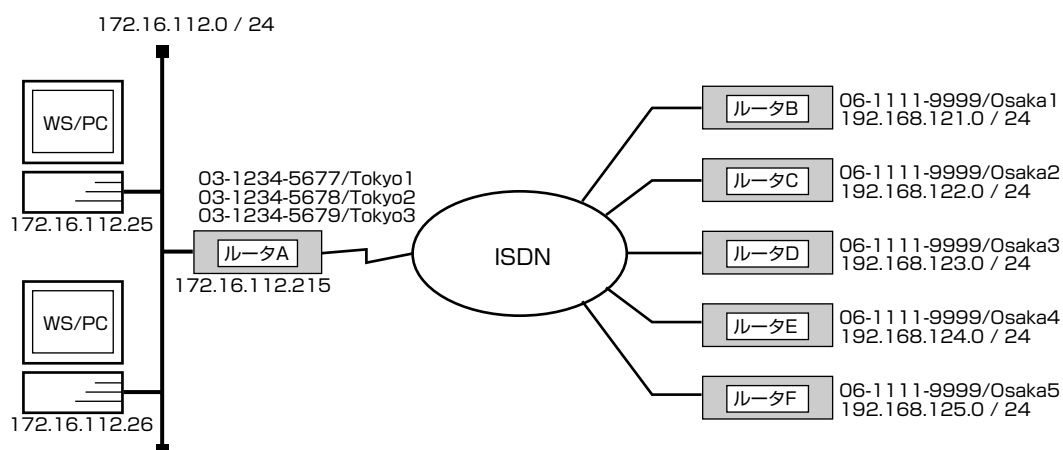 172.16.112.0 / 24
WS/PC
172.16.112.25
03-1234-5677/Tokyo1
03-1234-5678/Tokyo2
03-1234-5679/Tokyo3
ルータA
172.16.112.215
WS/PC
172.16.112.26
ISDN
ルータB
06-1111-9999/Osaka1
192.168.121.0 / 24
ルータC
06-1111-9999/Osaka2
192.168.122.0 / 24
ルータD
06-1111-9999/Osaka3
192.168.123.0 / 24
ルータE
06-1111-9999/Osaka4
192.168.124.0 / 24
ルータF
06-1111-9999/Osaka5
192.168.125.0 / 24